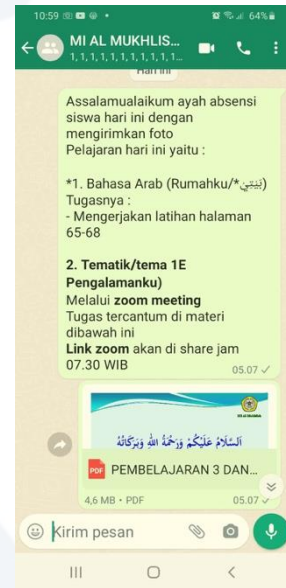 10:59
64%
MI AL MUKHLIS...
1, 1, 1, 1, 1, 1, 1, 1, 1, 1...
Hari ini
Assalamualaikum ayah absensi
siswa hari ini dengan
mengirimkan foto
Pelajaran hari ini yaitu :
*1. Bahasa Arab (Rumahku/*بَيْتِيْ)
Tugasnya :
- Mengerjakan latihan halaman
65-68
2. Tematik/tema 1E
Pengalamanku)
Melalui zoom meeting
Tugas tercantum di materi
dibawah ini
Link zoom akan di share jam
07.30 WIB
05.07
اَلسَّلَامُ عَلَيْكُمْ وَرَحْمَةُ اللهِ وَبَرَكَاتُهُ
PDF PEMBELAJARAN 3 DAN...
4,6 MB • PDF
05.07
Kirim pesan